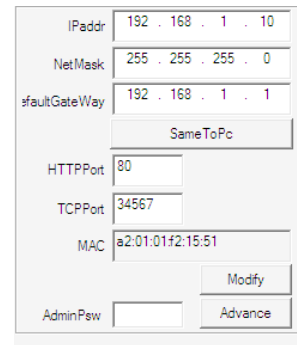 IPaddr 192 . 168 . 1 . 10
NetMask 255 . 255 . 255 . 0
efaultGateWay 192 . 168 . 1 . 1
SameToPc
HTTPPort 80
TCPPort 34567
MAC a2:01:01:f2:15:51
Modify
AdminPsw Advance